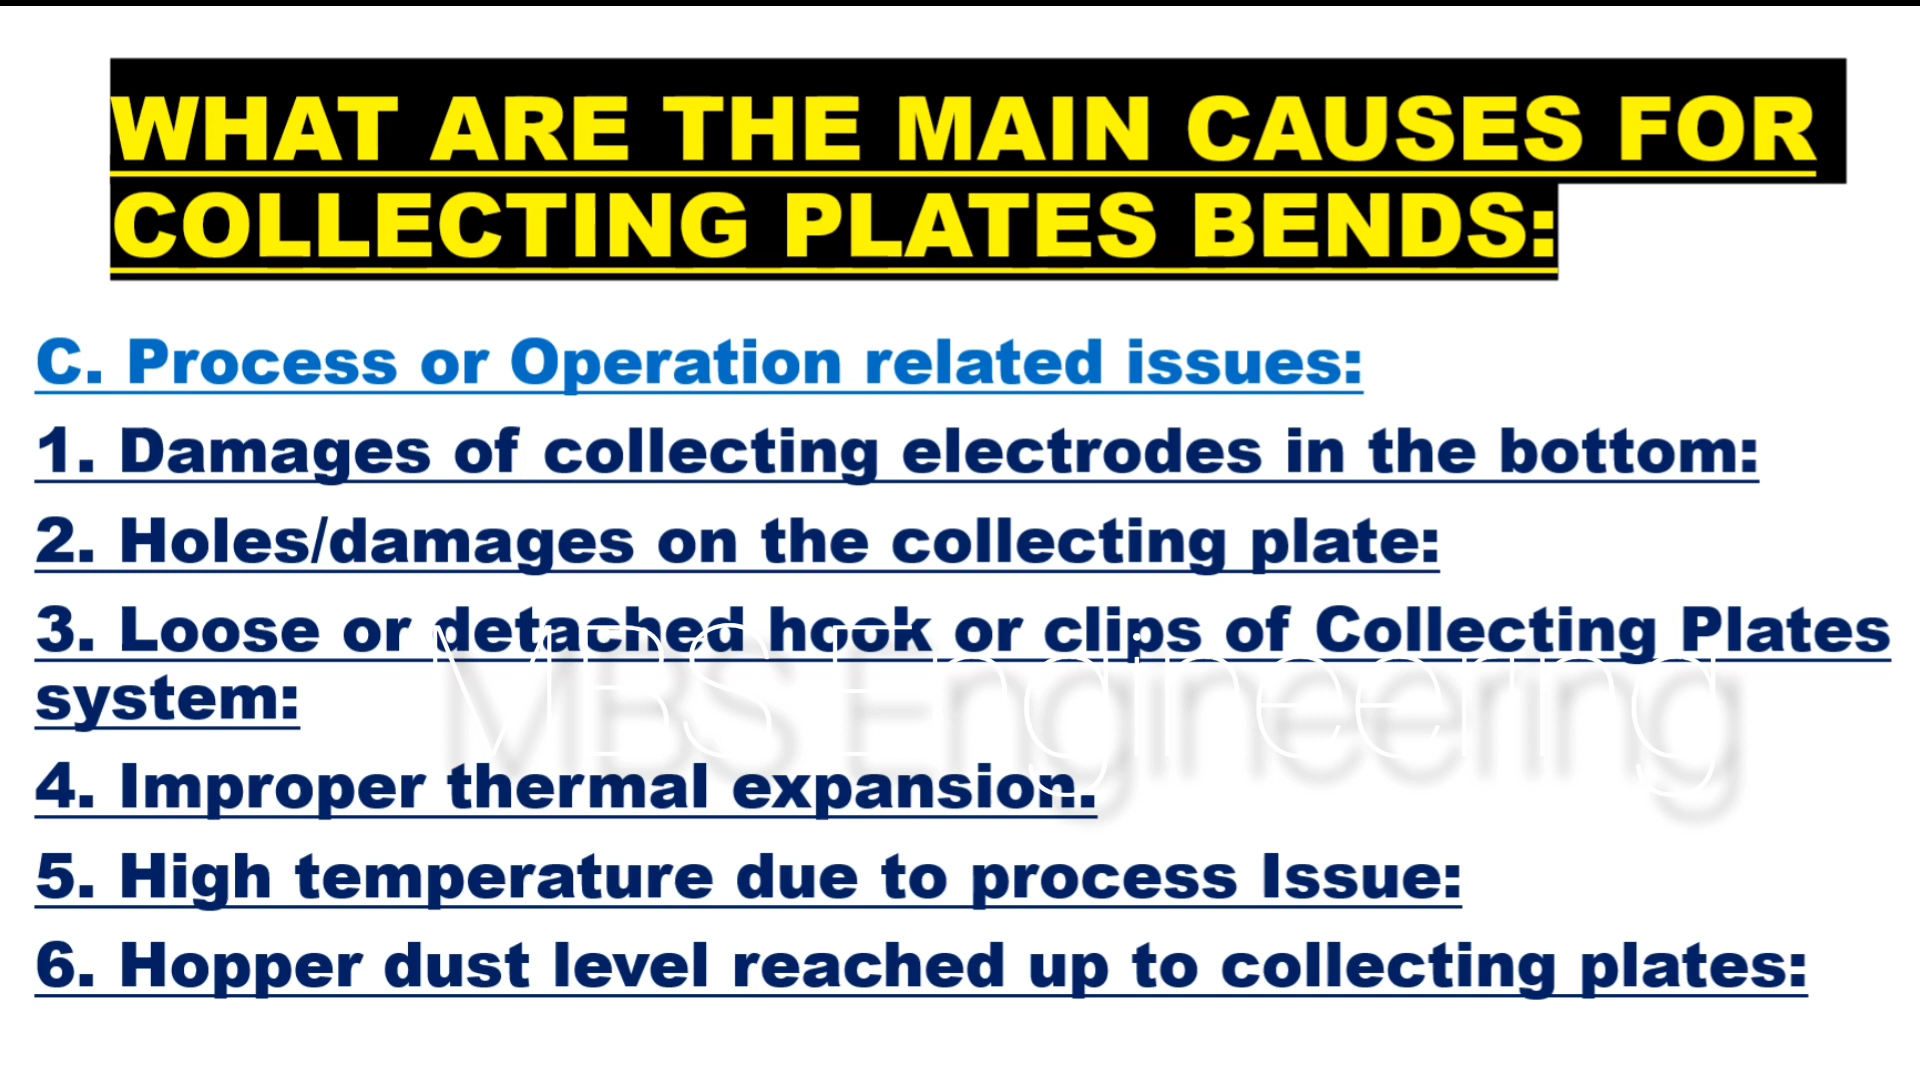 WHAT ARE THE MAIN CAUSES FOR
COLLECTING PLATES BENDS:
C. Process or Operation related issues:
1. Damages of collecting electrodes in the bottom:
2. Holes/damages on the collecting plate:
3. Loose or detached hook or clips of Collecting Plates
system:
MBS Engineering
4. Improper thermal expansion.
5. High temperature due to process Issue:
6. Hopper dust level reached up to collecting plates: